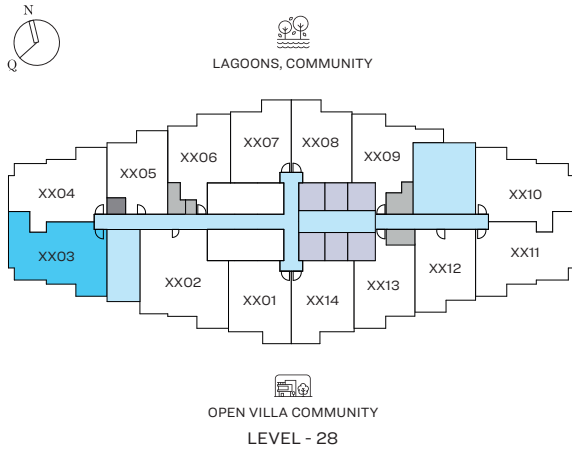 N
Q
LAGOONS, COMMUNITY
XX07
XX08
XX06
XX09
XX05
XX04
XX10
XX03
XX11
XX02
XX12
XX13
XX01
XX14
OPEN VILLA COMMUNITY
LEVEL - 28